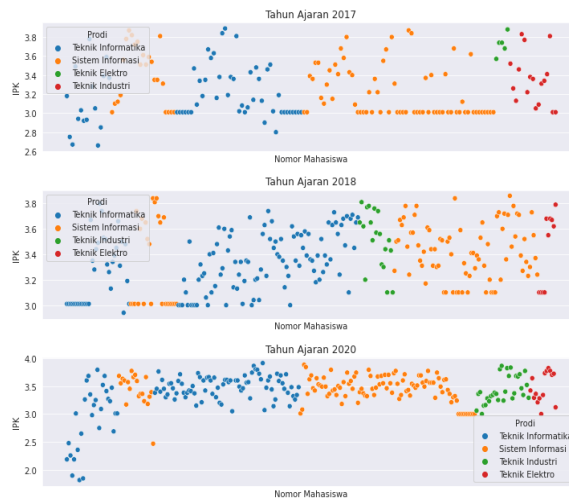 Tahun Ajaran 2017
IPK
3.8
3.6
3.4
3.2
3.0
2.8
2.6
Prodi
Teknik Informatika
Sistem Informasi
Teknik Elektro
Teknik Industri
Nomor Mahasiswa
Tahun Ajaran 2018
IPK
3.8
3.6
3.4
3.2
3.0
Prodi
Teknik Informatika
Sistem Informasi
Teknik Industri
Teknik Elektro
Nomor Mahasiswa
Tahun Ajaran 2020
IPK
4.0
3.5
3.0
2.5
2.0
Prodi
Teknik Informatika
Sistem Informasi
Teknik Industri
Teknik Elektro
Nomor Mahasiswa